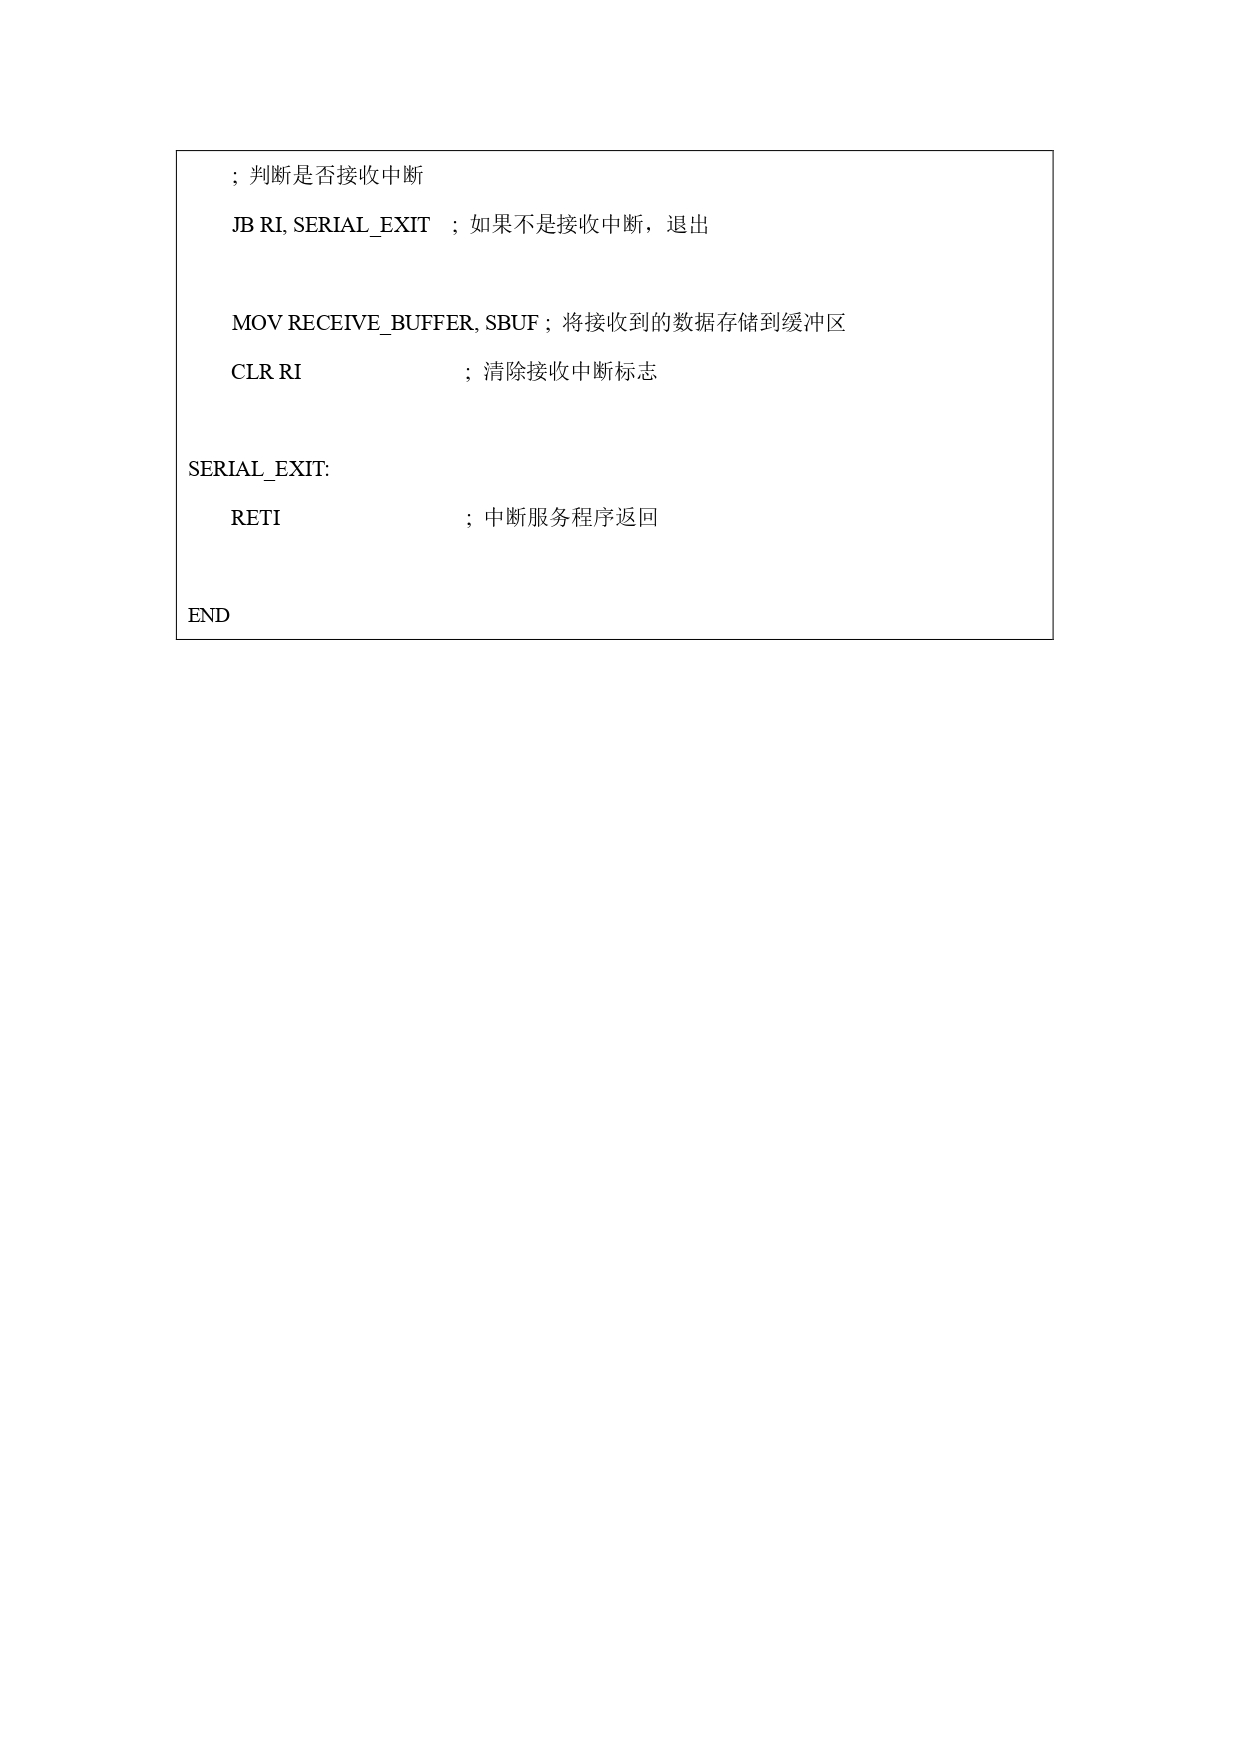 ; 判断是否接收中断
JB RI, SERIAL_EXIT ; 如果不是接收中断，退出
MOV RECEIVE_BUFFER, SBUF ; 将接收到的数据存储到缓冲区
CLR RI ; 清除接收中断标志
SERIAL_EXIT:
RETI ; 中断服务程序返回
END